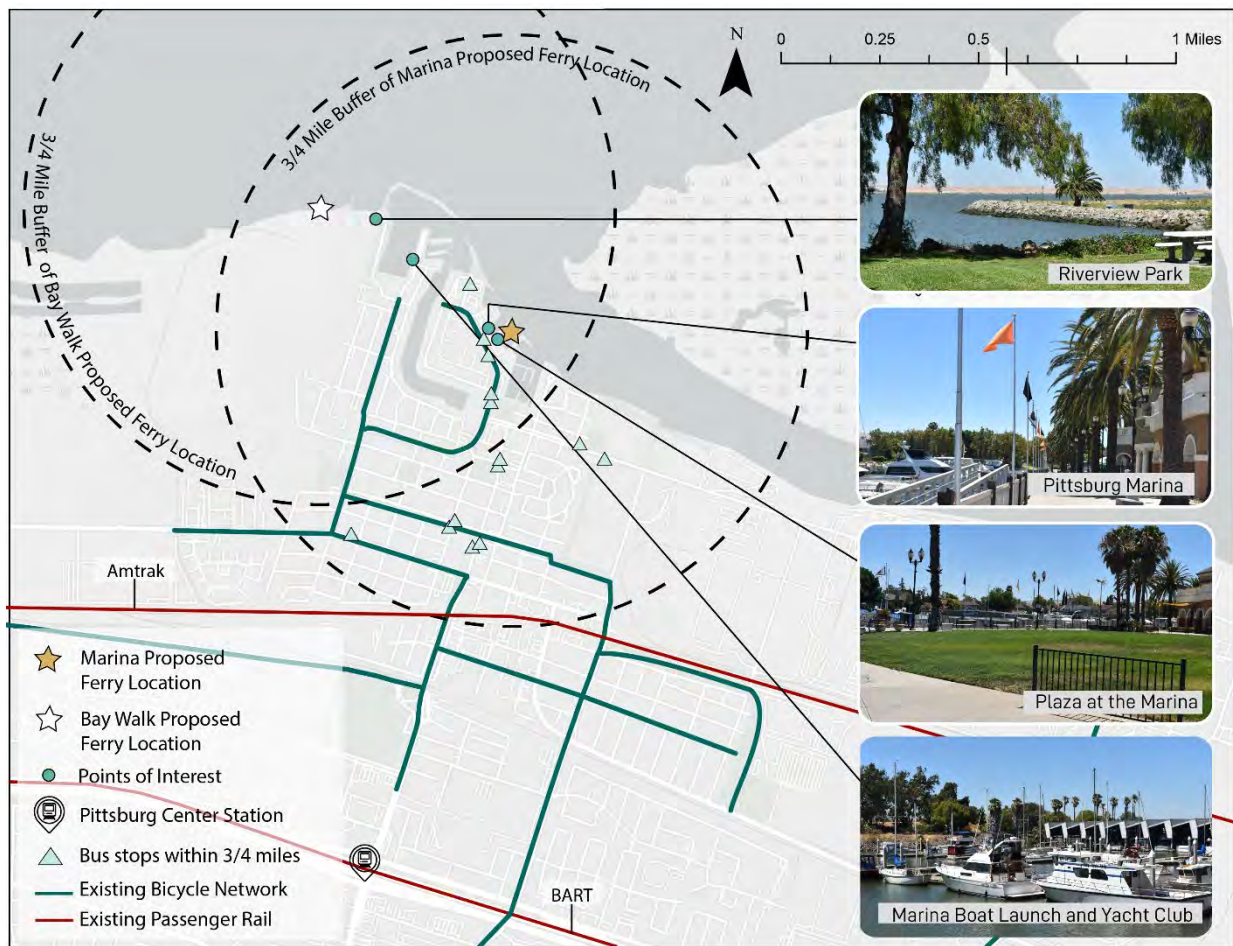 N
0 0.25 0.5 1 Miles
3/4 Mile Buffer of Marina Proposed Ferry Location
3/4 Mile Buffer of Bay Walk Proposed Ferry Location
Riverview Park
Pittsburg Marina
Plaza at the Marina
Marina Boat Launch and Yacht Club
Amtrak
Marina Proposed
Ferry Location
Bay Walk Proposed
Ferry Location
Points of Interest
Pittsburg Center Station
Bus stops within 3/4 miles
Existing Bicycle Network
Existing Passenger Rail
BART